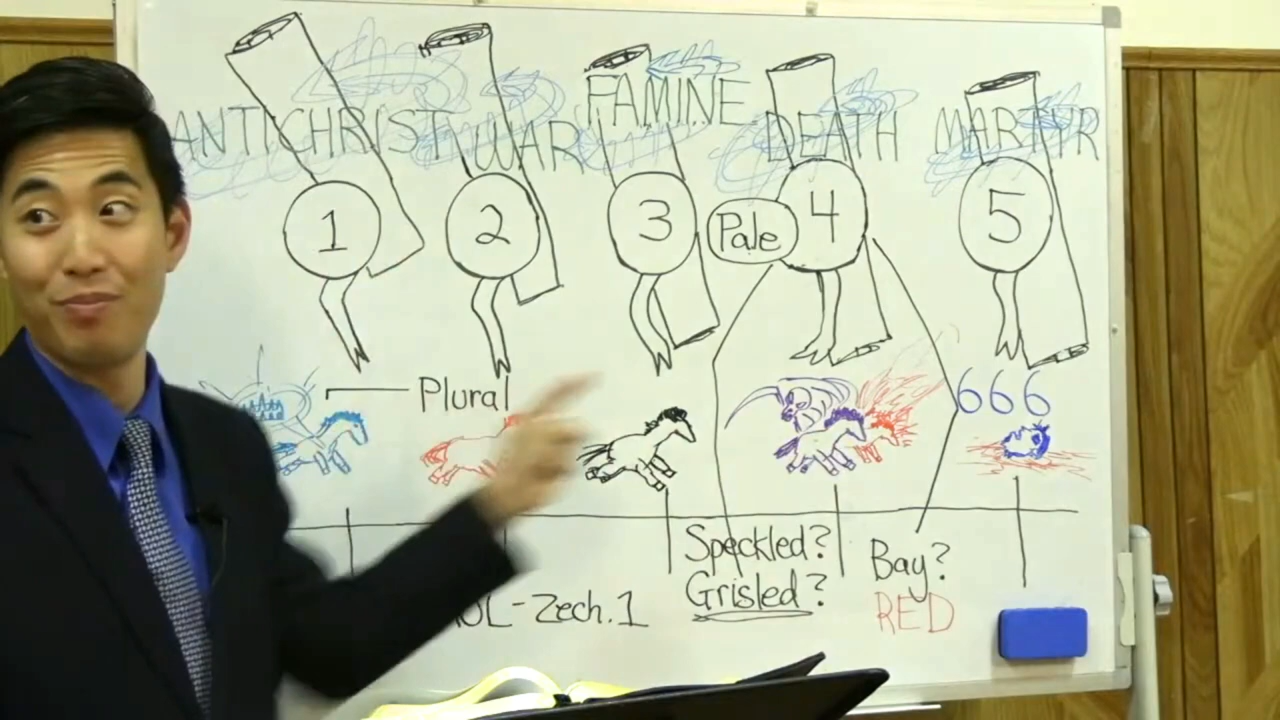 ANTICHRIST WAR FAMINE DEATH MARTYR
1 2 3 Pale 4 5
Plural
666
Speckled? Bay?
Grisled? RED
-Zech.1